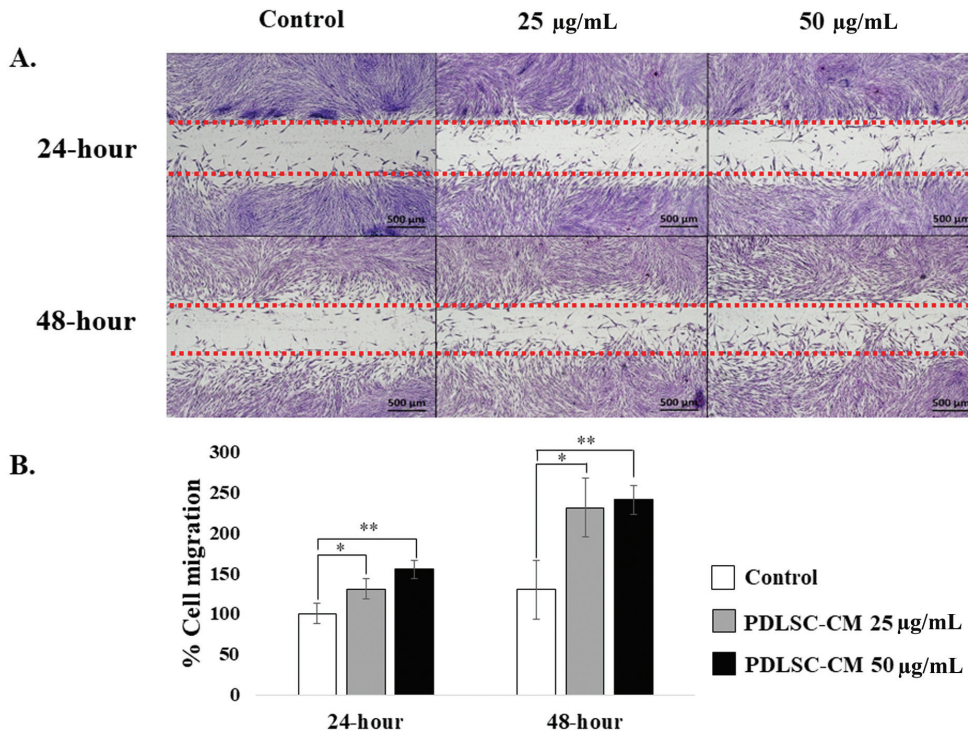 Control 25 µg/mL 50 µg/mL
A.
24-hour
500 µm 500 µm 500 µm
48-hour
500 µm 500 µm 500 µm
B.
% Cell migration
300
250
200
150
100
50
0
* **
* **
24-hour 48-hour
Control
PDLSC-CM 25 µg/mL
PDLSC-CM 50 µg/mL